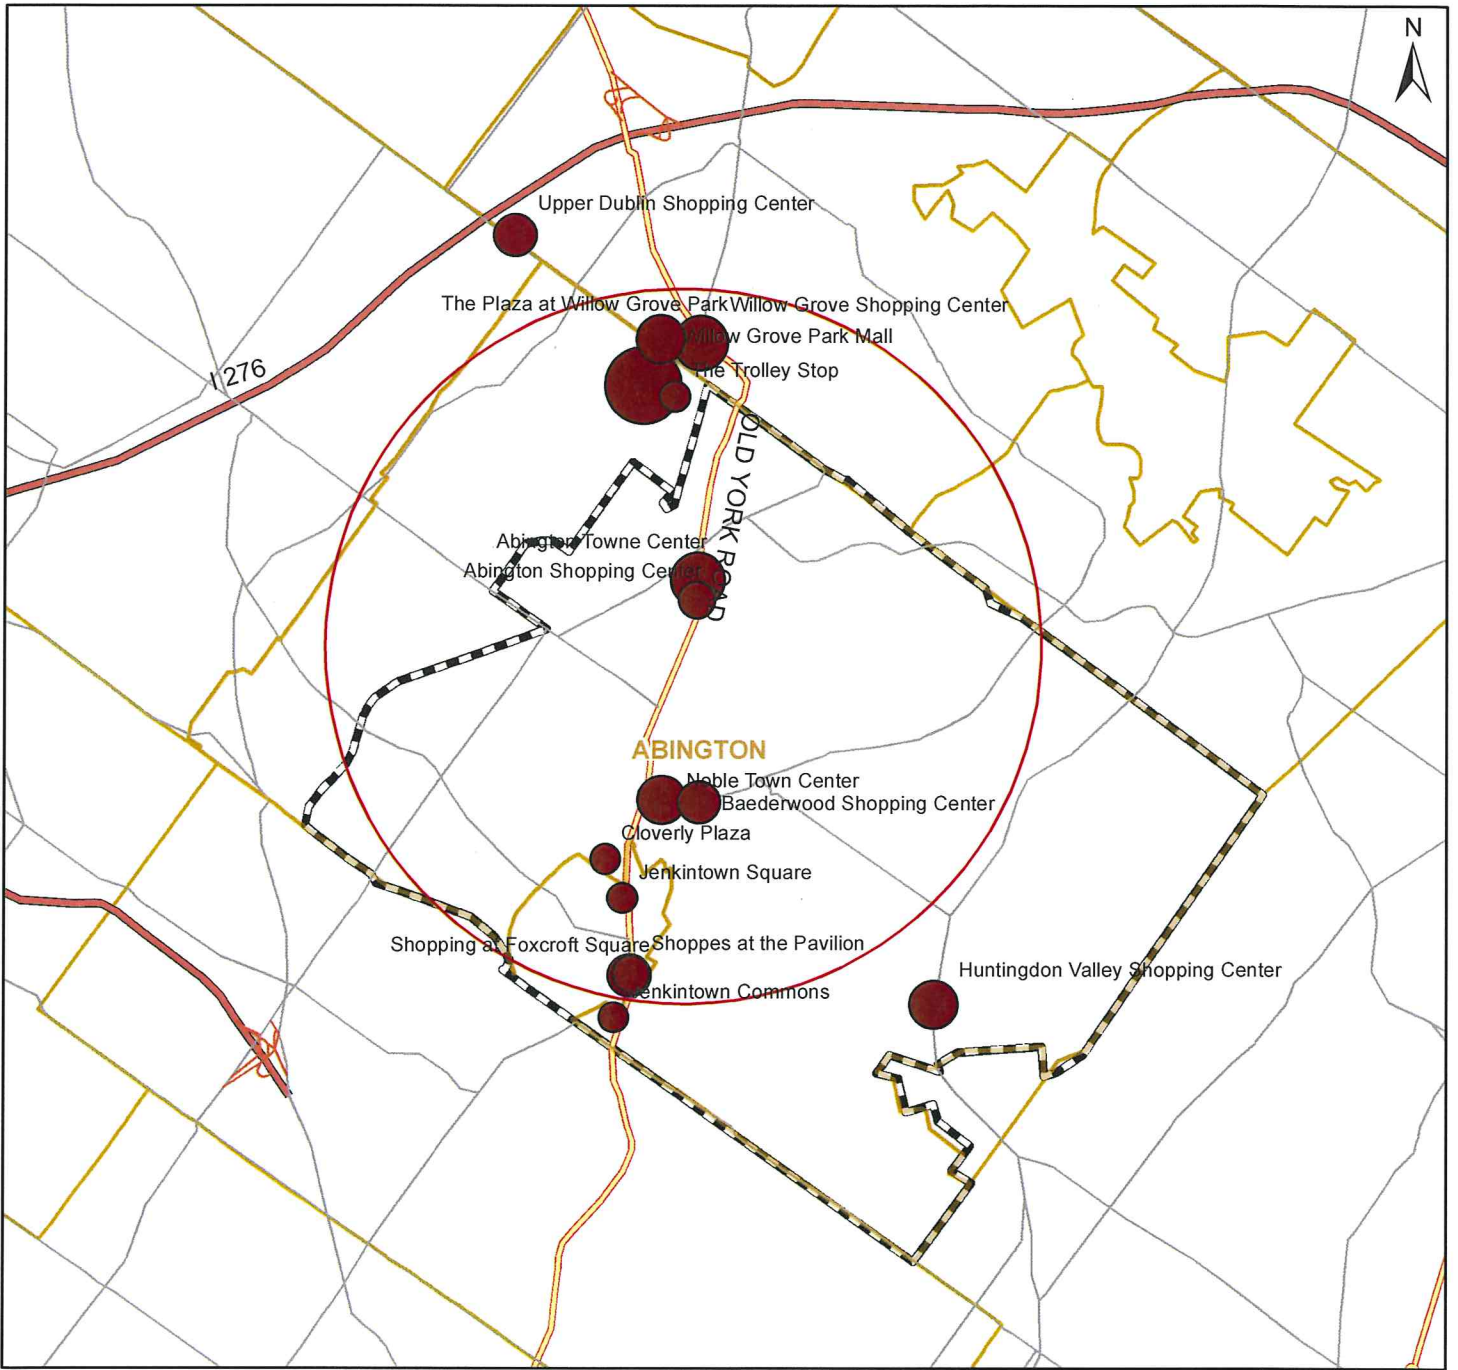 N
Upper Dublin Shopping Center
The Plaza at Willow Grove Park
Willow Grove Shopping Center
Willow Grove Park Mall
I 276
The Trolley Stop
OLD YORK ROAD
Abington Towne Center
Abington Shopping Center
ABINGTON
Noble Town Center
Baederwood Shopping Center
Cloverly Plaza
Jenkintown Square
Shopping at Foxcroft Square
Shoppes at the Pavilion
Huntingdon Valley Shopping Center
Jenkintown Commons